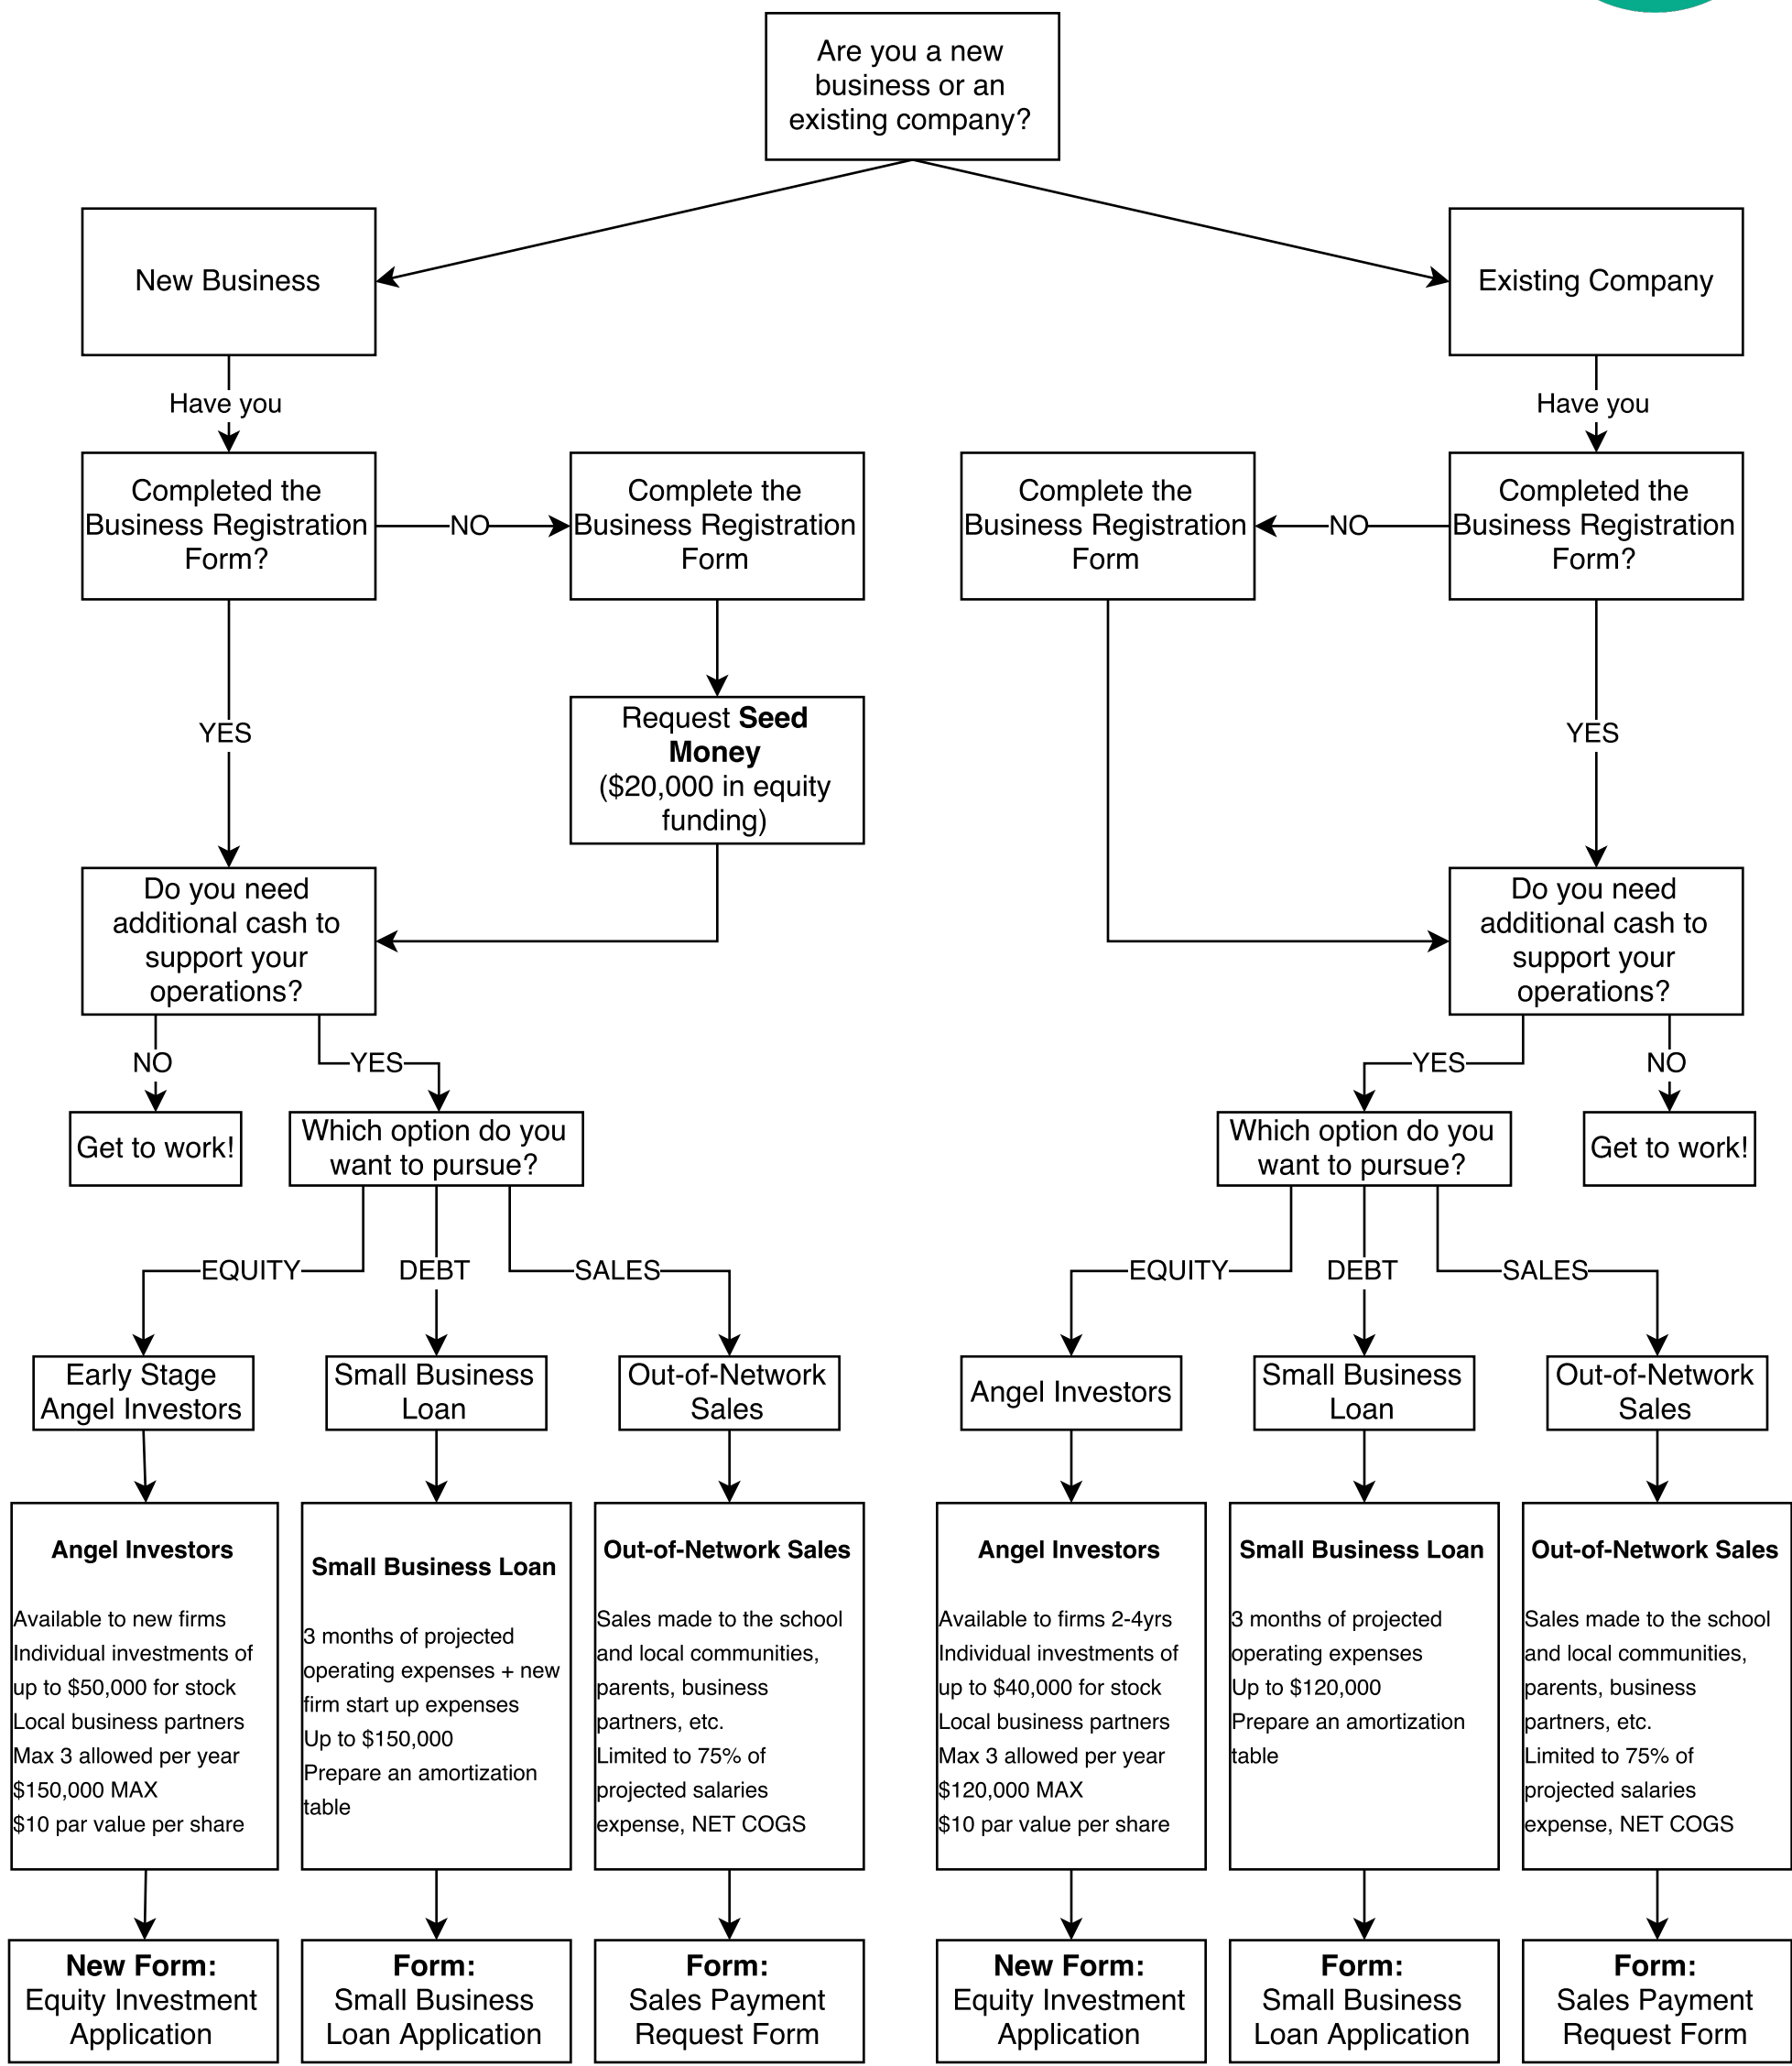 Are you a new
business or an
existing company?
New Business
Existing Company
Have you
Have you
Completed the
Business Registration
Form?
NO
Complete the
Business Registration
Form
Complete the
Business Registration
Form
NO
Completed the
Business Registration
Form?
YES
Request Seed
Money
($20,000 in equity
funding)
YES
Do you need
additional cash to
support your
operations?
Do you need
additional cash to
support your
operations?
NO
YES
YES
NO
Get to work!
Which option do you
want to pursue?
Which option do you
want to pursue?
Get to work!
EQUITY
DEBT
SALES
EQUITY
DEBT
SALES
Early Stage
Angel Investors
Small Business
Loan
Out-of-Network
Sales
Angel Investors
Small Business
Loan
Out-of-Network
Sales
Angel Investors
Available to new firms
Individual investments of
up to $50,000 for stock
Local business partners
Max 3 allowed per year
$150,000 MAX
$10 par value per share
Small Business Loan
3 months of projected
operating expenses + new
firm start up expenses
Up to $150,000
Prepare an amortization
table
Out-of-Network Sales
Sales made to the school
and local communities,
parents, business
partners, etc.
Limited to 75% of
projected salaries
expense, NET COGS
Angel Investors
Available to firms 2-4yrs
Individual investments of
up to $40,000 for stock
Local business partners
Max 3 allowed per year
$120,000 MAX
$10 par value per share
Small Business Loan
3 months of projected
operating expenses
Up to $120,000
Prepare an amortization
table
Out-of-Network Sales
Sales made to the school
and local communities,
parents, business
partners, etc.
Limited to 75% of
projected salaries
expense, NET COGS
New Form:
Equity Investment
Application
Form:
Small Business
Loan Application
Form:
Sales Payment
Request Form
New Form:
Equity Investment
Application
Form:
Small Business
Loan Application
Form:
Sales Payment
Request Form